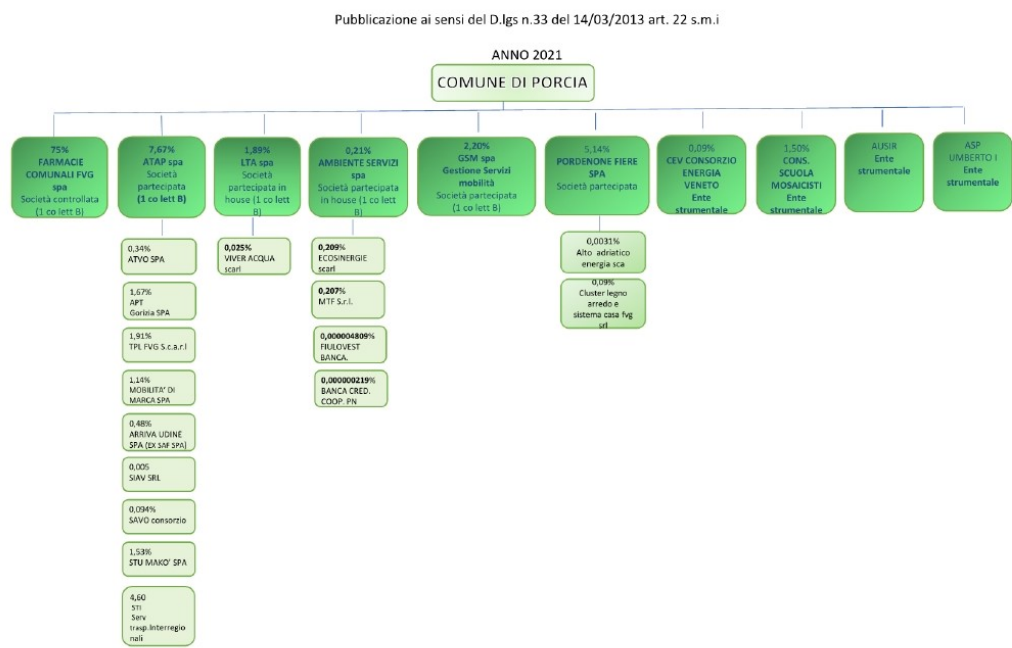 Pubblicazione ai sensi del D.lgs n.33 del 14/03/2013 art. 22 s.m.i
ANNO 2021
COMUNE DI PORCIA
75%
FARMACIE
COMUNALI FVG
spa
Società controllata
(1 co lett B)
7,67%
ATAP spa
Società
partecipata
(1 co lett B)
1,89%
LTA spa
Società
partecipata in
house (1 co lett
B)
0,21%
AMBIENTE SERVIZI
spa
Società partecipata
in house (1 co lett
B)
2,20%
GSM spa
Gestione Servizi
mobilità
Società partecipata
(1 co lett B)
5,14%
PORDENONE FIERE
SPA
Società partecipata
0,09%
CEV CONSORZIO
ENERGIA
VENETO
Ente
strumentale
1,50%
CONS.
SCUOLA
MOSAICISTI
Ente
strumentale
AUSIR
Ente
strumentale
ASP
UMBERTO I
Ente
strumentale
0,34%
ATVO SPA
1,67%
APT
Gorizia SPA
1,91%
TPL FVG S.c.a.r.l
1,14%
MOBILITA' DI
MARCA SPA
0,48%
ARRIVA UDINE
SPA (EX SAF SPA)
0,005
SIAV SRL
0,094%
SAVO consorzio
1,53%
STU MAKO' SPA
4,60
STI
Serv
trasp.Interregio
nali
0,025%
VIVER ACQUA
scarl
0,209%
ECOSINERGIE
scarl
0,207%
MTF S.r.l.
0,000004809%
FIULOVEST
BANCA.
0,000000219%
BANCA CRED.
COOP. PN
0,0031%
Alto adriatico
energia sca
0,09%
Cluster legno
arredo e
sistema casa fvg
srl